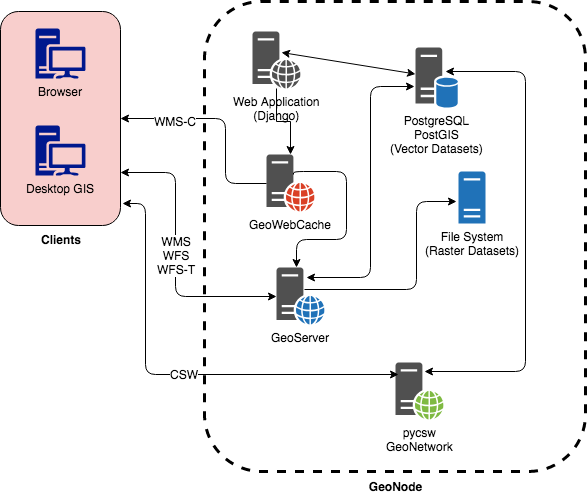 Browser
Desktop GIS
Clients
WMS-C
WMS
WFS
WFS-T
CSW
Web Application
(Django)
GeoWebCache
GeoServer
PostgreSQL
PostGIS
(Vector Datasets)
File System
(Raster Datasets)
pycsw
GeoNetwork
GeoNode